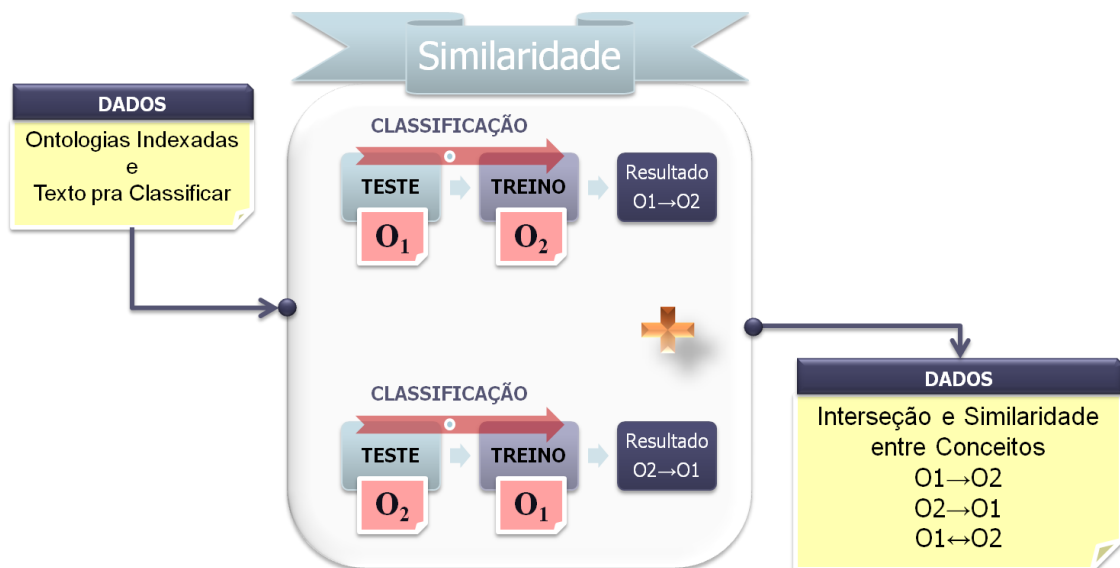 Similaridade
DADOS
Ontologias Indexadas
e
Texto pra Classificar
CLASSIFICAÇÃO
TESTE
TREINO
Resultado
O1→O2
O₁
O₂
CLASSIFICAÇÃO
TESTE
TREINO
Resultado
O2→O1
O₂
O₁
DADOS
Interseção e Similaridade
entre Conceitos
O1→O2
O2→O1
O1↔O2